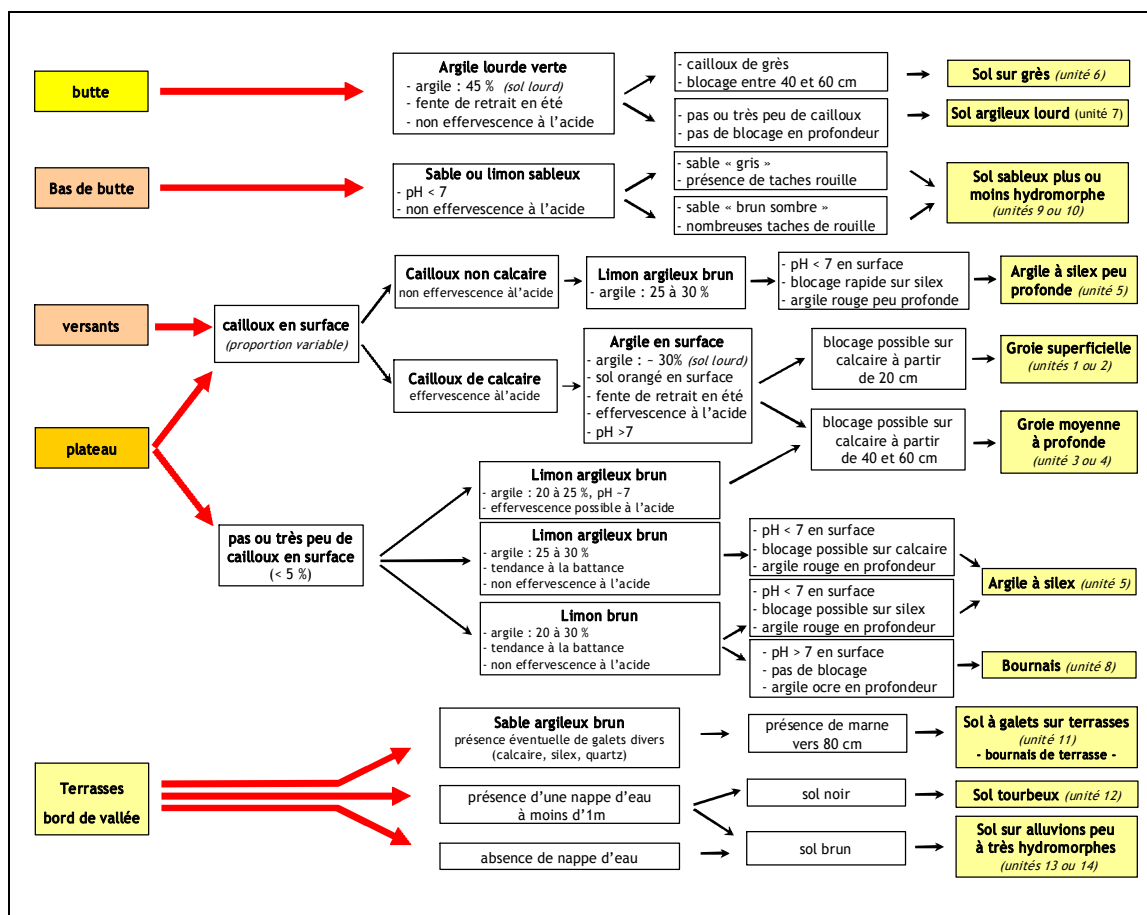 butte
Argile lourde verte
- argile : 45 % (sol lourd)
- fente de retrait en été
- non effervescence à l'acide
- cailloux de grès
- blocage entre 40 et 60 cm
Sol sur grès (unité 6)
- pas ou très peu de cailloux
- pas de blocage en profondeur
Sol argileux lourd (unité 7)
Bas de butte
Sable ou limon sableux
- pH < 7
- non effervescence à l'acide
- sable « gris »
- présence de taches rouille
- sable « brun sombre »
- nombreuses taches de rouille
Sol sableux plus ou
moins hydromorphe
(unités 9 ou 10)
versants
cailloux en surface
(proportion variable)
Cailloux non calcaire
non effervescence àl'acide
Limon argileux brun
- argile : 25 à 30 %
- pH < 7 en surface
- blocage rapide sur silex
- argile rouge peu profonde
Argile à silex peu
profonde (unité 5)
Cailloux de calcaire
effervescence àl'acide
Argile en surface
- argile : ~ 30% (sol lourd)
- sol orangé en surface
- fente de retrait en été
- effervescence à l'acide
- pH >7
blocage possible sur
calcaire à partir
de 20 cm
Groie superficielle
(unités 1 ou 2)
blocage possible sur
calcaire à partir
de 40 et 60 cm
Groie moyenne
à profonde
(unité 3 ou 4)
plateau
pas ou très peu de
cailloux en surface
(< 5 %)
Limon argileux brun
- argile : 20 à 25 %, pH ~7
- effervescence possible à l'acide
Limon argileux brun
- argile : 25 à 30 %
- tendance à la battance
- non effervescence à l'acide
- pH < 7 en surface
- blocage possible sur calcaire
- argile rouge en profondeur
Limon brun
- argile : 20 à 30 %
- tendance à la battance
- non effervescence à l'acide
- pH < 7 en surface
- blocage possible sur silex
- argile rouge en profondeur
Argile à silex (unité 5)
- pH > 7 en surface
- pas de blocage
- argile ocre en profondeur
Bournais (unité 8)
Terrasses
bord de vallée
Sable argileux brun
présence éventuelle de galets divers
(calcaire, silex, quartz)
présence de marne
vers 80 cm
Sol à galets sur terrasses
(unité 11)
- bournais de terrasse -
présence d'une nappe d'eau
à moins d'1m
sol noir
Sol tourbeux (unité 12)
absence de nappe d'eau
sol brun
Sol sur alluvions peu
à très hydromorphes
(unités 13 ou 14)